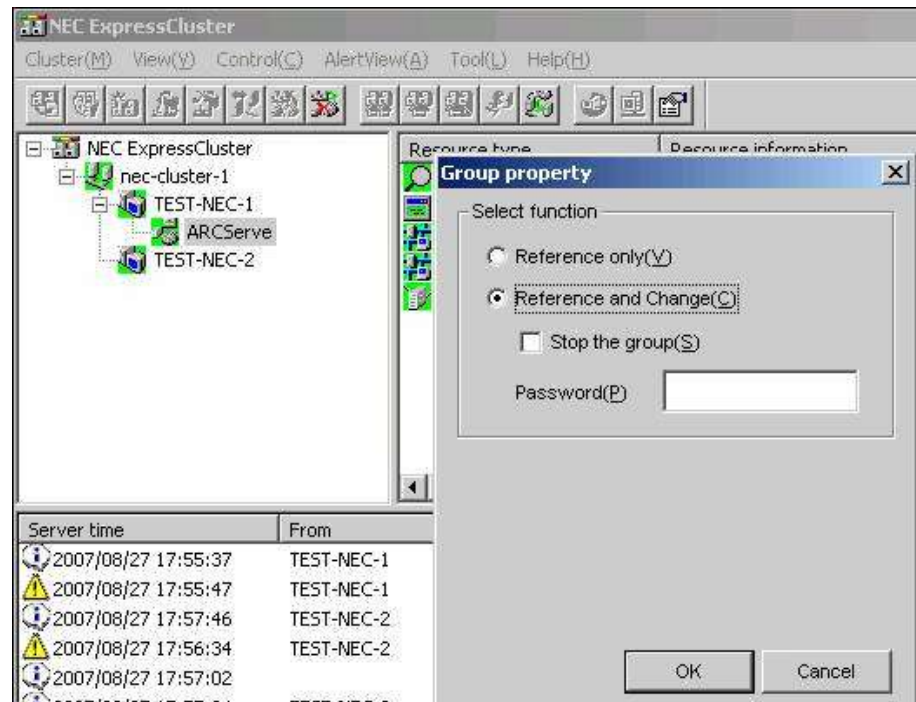 NEC ExpressCluster
Cluster(M) View(V) Control(C) AlertView(A) Tool(L) Help(H)
NEC ExpressCluster
nec-cluster-1
TEST-NEC-1
ARCServe
TEST-NEC-2
Resource type Resource information
Group property
Select function
Reference only(V)
Reference and Change(C)
Stop the group(S)
Password(P)
OK Cancel
Server time From
2007/08/27 17:55:37 TEST-NEC-1
2007/08/27 17:55:47 TEST-NEC-1
2007/08/27 17:57:46 TEST-NEC-2
2007/08/27 17:56:34 TEST-NEC-2
2007/08/27 17:57:02